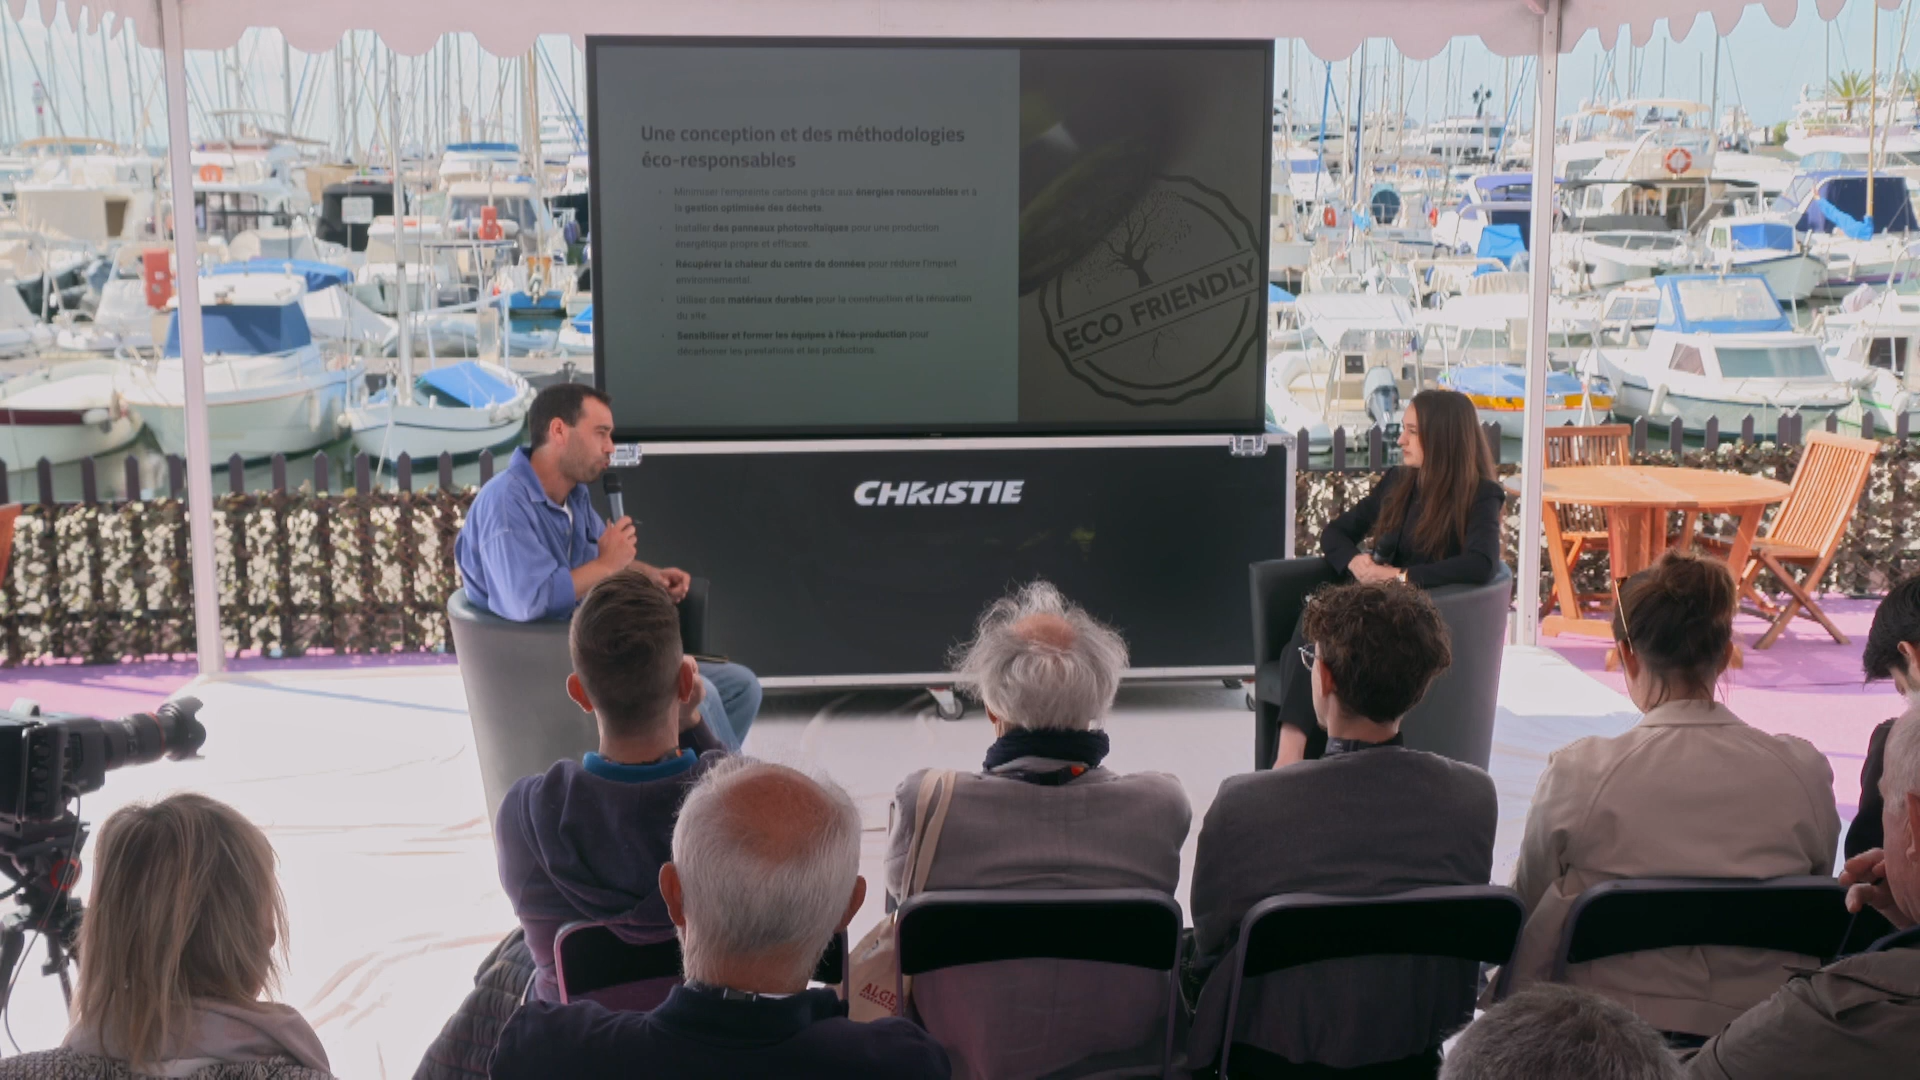 Une conception et des méthodologies
éco-responsables
Minimiser l'empreinte carbone grâce aux énergies renouvelables et à
la gestion optimisée des déchets.
Installer des panneaux photovoltaïques pour une production
énergétique propre et efficace.
Récupérer la chaleur du centre de données pour réduire l'impact
environnemental.
Utiliser des matériaux durables pour la construction et la rénovation
du site.
Sensibiliser et former les équipes à l'éco-production pour
décarboner les prestations et les productions.
ECO FRIENDLY
CHRISTIE